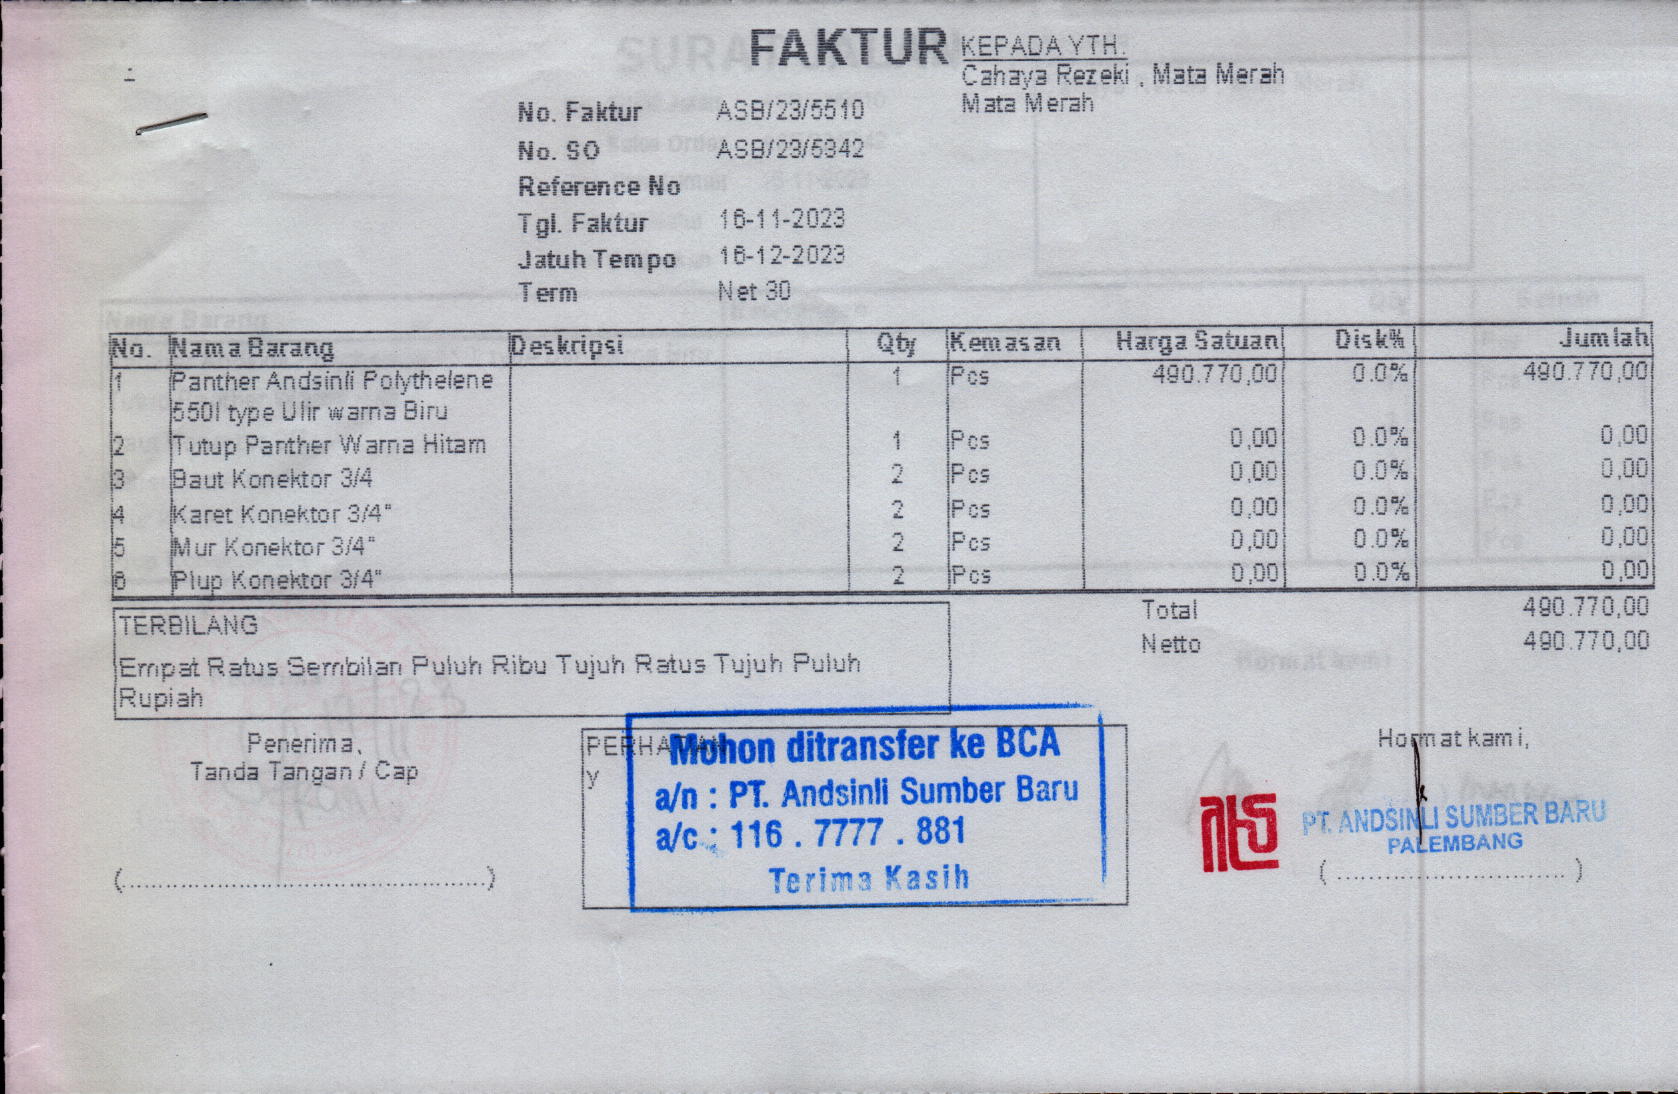 FAKTUR
KEPADA YTH.
Cahaya Rezeki , Mata Merah
Mata Merah
No. Faktur ASB/23/5510
No. SO ASB/23/5342
Reference No
Tgl. Faktur 16-11-2023
Jatuh Tempo 16-12-2023
Term Net 30
No. Nama Barang Deskripsi Qty Kemasan Harga Satuan Disk% Jumlah
1 Panther Andsinli Polythelene 1 Pcs 490.770,00 0.0% 490.770,00
550l type Ulir warna Biru
2 Tutup Panther Warna Hitam 1 Pcs 0,00 0.0% 0,00
3 Baut Konektor 3/4 2 Pcs 0,00 0.0% 0,00
4 Karet Konektor 3/4" 2 Pcs 0,00 0.0% 0,00
5 Mur Konektor 3/4" 2 Pcs 0,00 0.0% 0,00
6 Plup Konektor 3/4" 2 Pcs 0,00 0.0% 0,00
Total 490.770,00
Netto 490.770,00
TERBILANG
Empat Ratus Sembilan Puluh Ribu Tujuh Ratus Tujuh Puluh
Rupiah
Penerima,
Tanda Tangan / Cap
(................................................)
PERHATIAN
y
Mohon ditransfer ke BCA
a/n : PT. Andsinli Sumber Baru
a/c : 116 . 7777 . 881
Terima Kasih
Hormat kami,
PT. ANDSINLI SUMBER BARU
PALEMBANG
( .............................. )